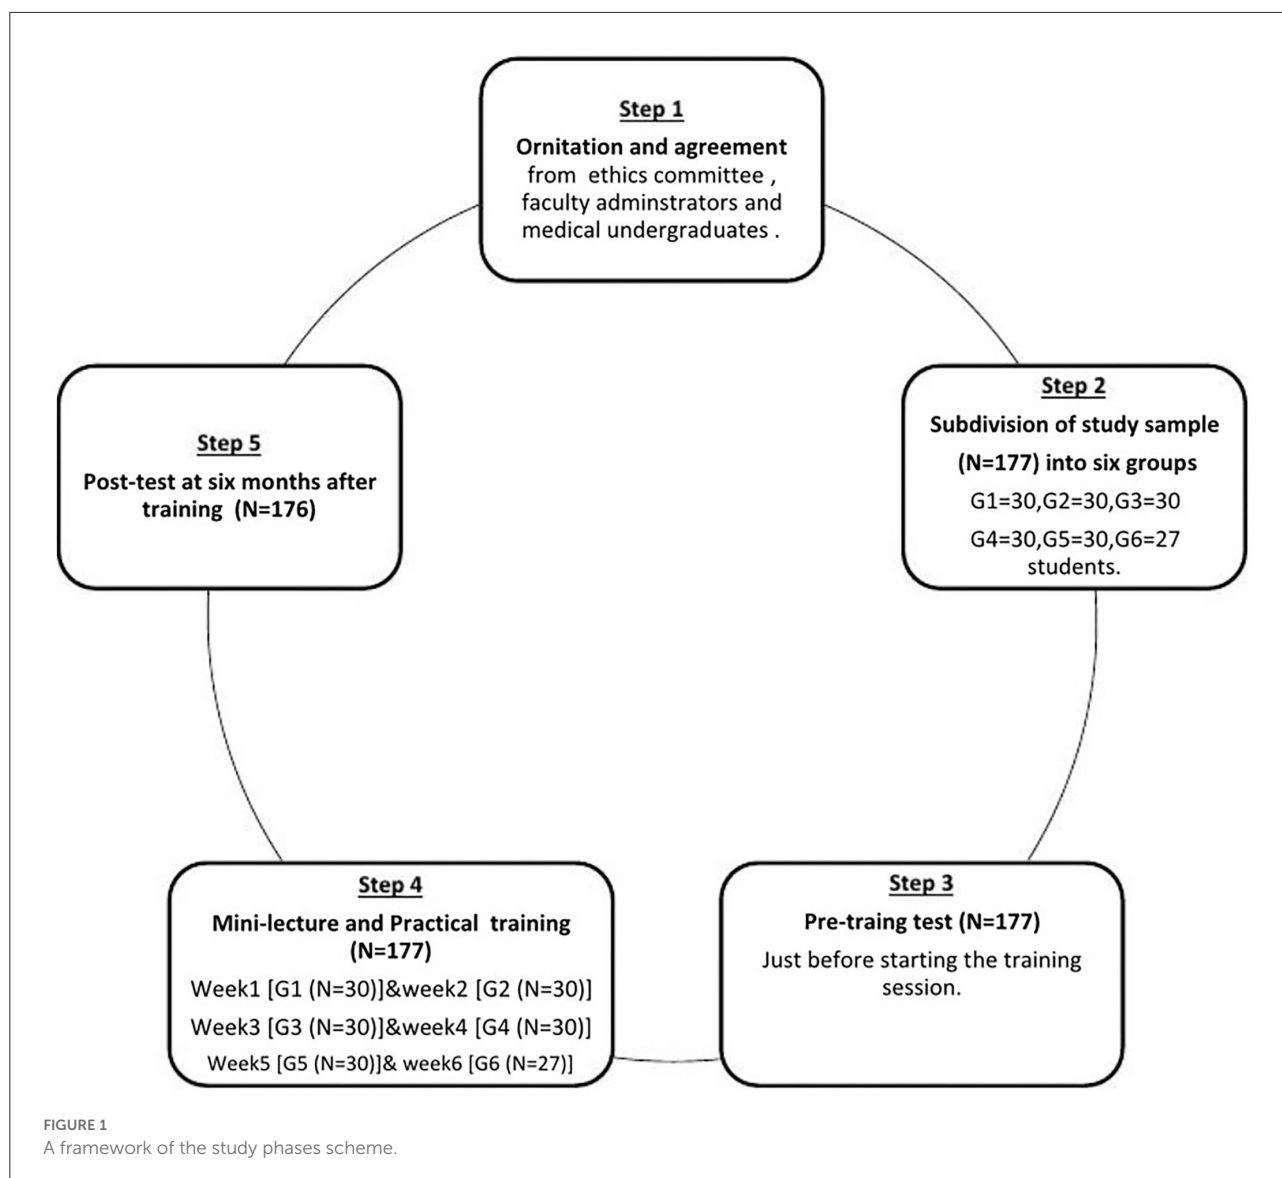 Step 1
Ornitation and agreement
from ethics committee ,
faculty adminstrators and
medical undergraduates .
Step 2
Subdivision of study sample
(N=177) into six groups
G1=30,G2=30,G3=30
G4=30,G5=30,G6=27
students.
Step 3
Pre-traing test (N=177)
Just before starting the training
session.
Step 4
Mini-lecture and Practical training
(N=177)
Week1 [G1 (N=30)]&week2 [G2 (N=30)]
Week3 [G3 (N=30)]&week4 [G4 (N=30)]
Week5 [G5 (N=30)]& week6 [G6 (N=27)]
Step 5
Post-test at six months after
training (N=176)
FIGURE 1
A framework of the study phases scheme.